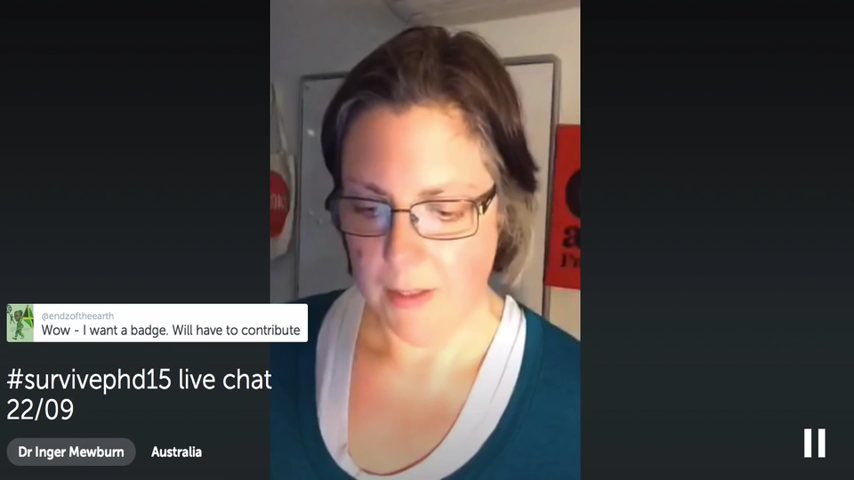 @endzoftheearth
Wow - I want a badge. Will have to contribute
#survivephd15 live chat
22/09
Dr Inger Mewburn
Australia